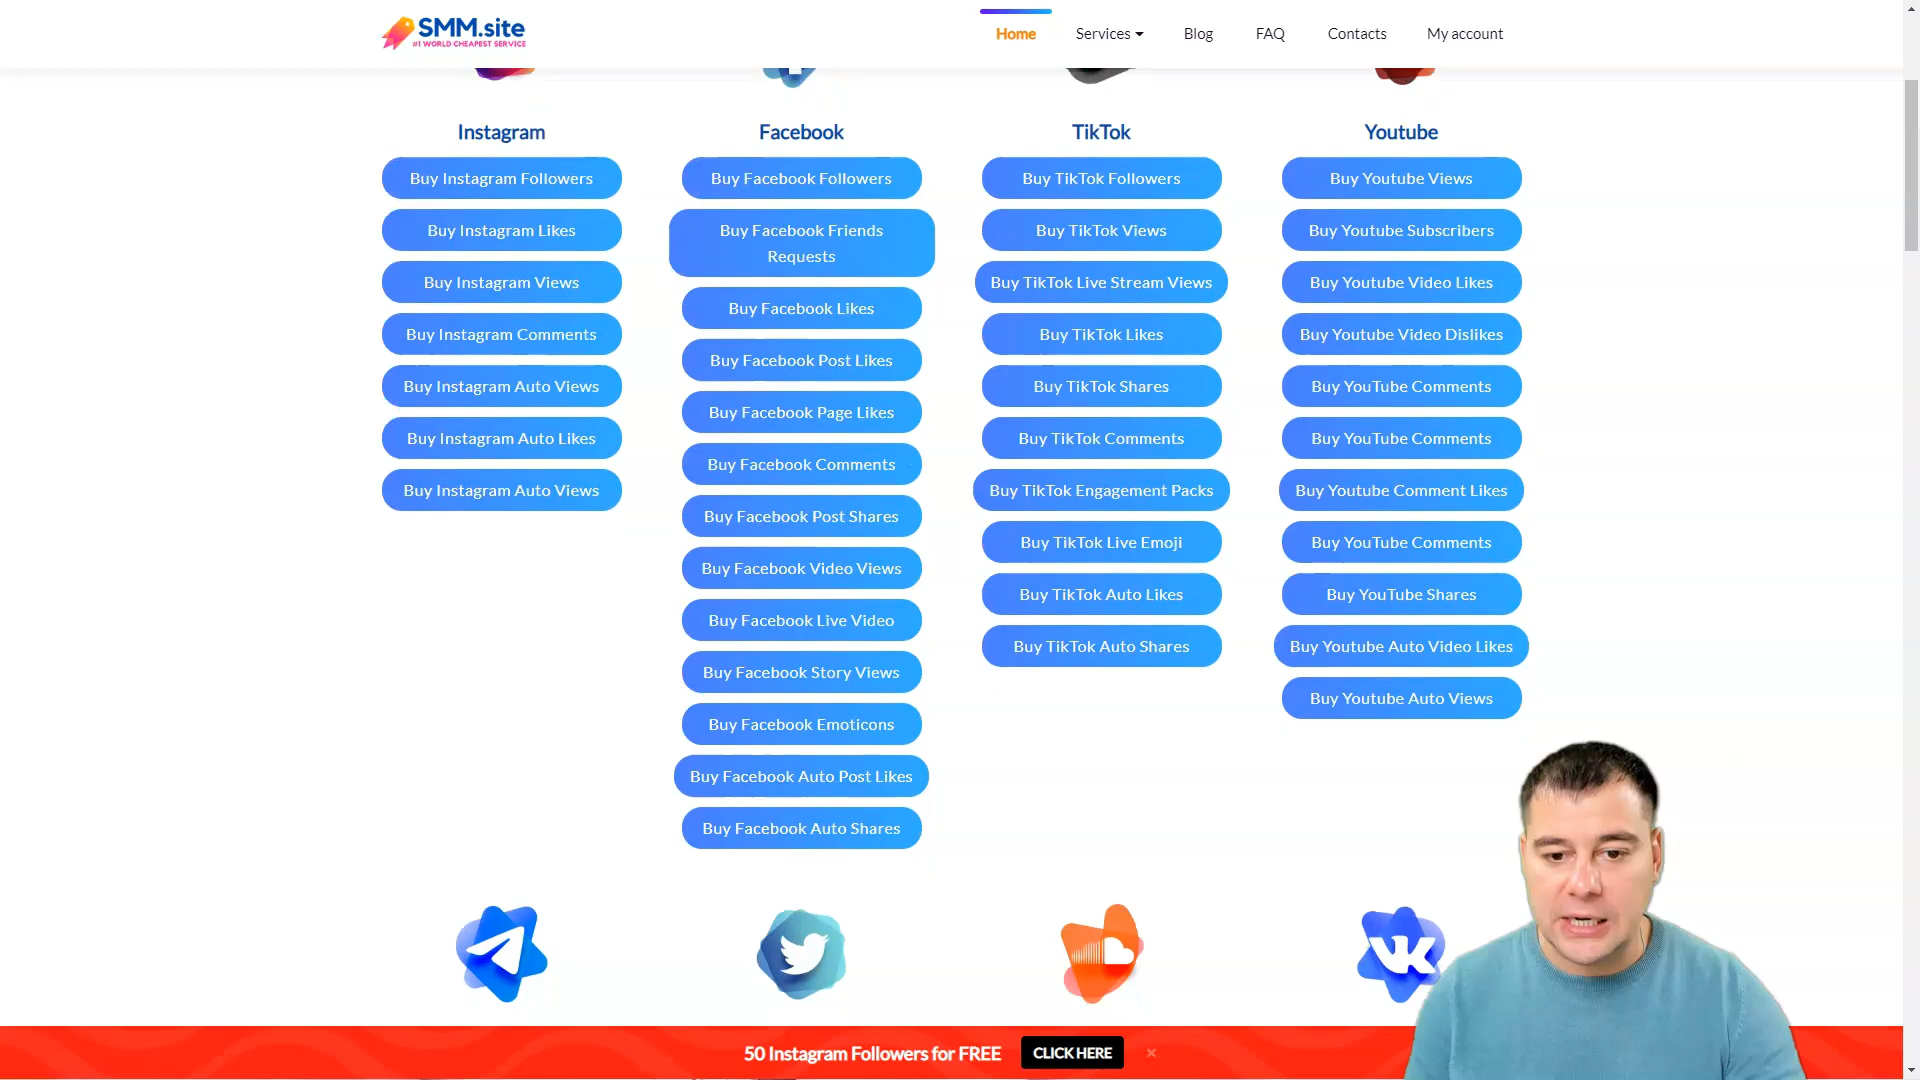 SMM.site
#1 WORLD CHEAPEST SERVICE
Home
Services
Blog
FAQ
Contacts
My account
Instagram
Buy Instagram Followers
Buy Instagram Likes
Buy Instagram Views
Buy Instagram Comments
Buy Instagram Auto Views
Buy Instagram Auto Likes
Buy Instagram Auto Views
Facebook
Buy Facebook Followers
Buy Facebook Friends
Requests
Buy Facebook Likes
Buy Facebook Post Likes
Buy Facebook Page Likes
Buy Facebook Comments
Buy Facebook Post Shares
Buy Facebook Video Views
Buy Facebook Live Video
Buy Facebook Story Views
Buy Facebook Emoticons
Buy Facebook Auto Post Likes
Buy Facebook Auto Shares
TikTok
Buy TikTok Followers
Buy TikTok Views
Buy TikTok Live Stream Views
Buy TikTok Likes
Buy TikTok Shares
Buy TikTok Comments
Buy TikTok Engagement Packs
Buy TikTok Live Emoji
Buy TikTok Auto Likes
Buy TikTok Auto Shares
Youtube
Buy Youtube Views
Buy Youtube Subscribers
Buy Youtube Video Likes
Buy Youtube Video Dislikes
Buy YouTube Comments
Buy YouTube Comments
Buy Youtube Comment Likes
Buy YouTube Comments
Buy YouTube Shares
Buy Youtube Auto Video Likes
Buy Youtube Auto Views
50 Instagram Followers for FREE
CLICK HERE
×